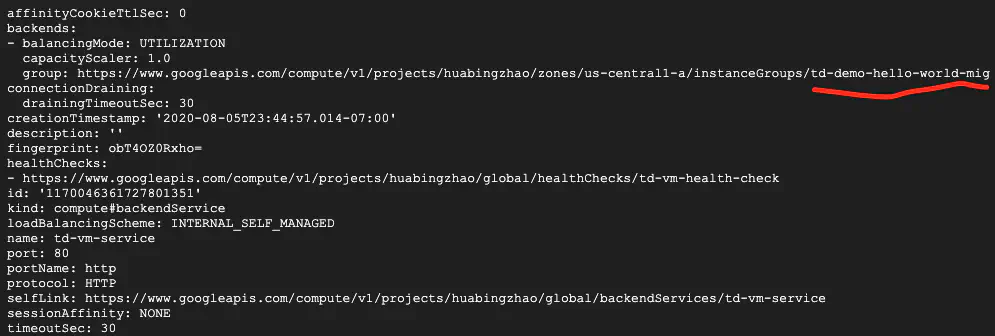 affinityCookieTtlSec: 0
backends:
- balancingMode: UTILIZATION
  capacityScaler: 1.0
  group: https://www.googleapis.com/compute/v1/projects/huabingzhao/zones/us-central1-a/instanceGroups/td-demo-hello-world-mig
connectionDraining:
  drainingTimeoutSec: 30
creationTimestamp: '2020-08-05T23:44:57.014-07:00'
description: ''
fingerprint: obT4OZ0Rxho=
healthChecks:
- https://www.googleapis.com/compute/v1/projects/huabingzhao/global/healthChecks/td-vm-health-check
id: '1170046361727801351'
kind: compute#backendService
loadBalancingScheme: INTERNAL_SELF_MANAGED
name: td-vm-service
port: 80
portName: http
protocol: HTTP
selfLink: https://www.googleapis.com/compute/v1/projects/huabingzhao/global/backendServices/td-vm-service
sessionAffinity: NONE
timeoutSec: 30